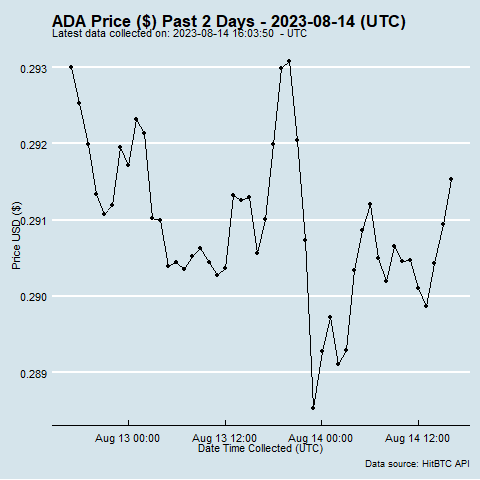 ADA Price ($) Past 2 Days - 2023-08-14 (UTC)
Latest data collected on: 2023-08-14 16:03:50 - UTC
0.293
0.292
0.291
0.290
0.289
Price USD ($)
Aug 13 00:00 Aug 13 12:00 Aug 14 00:00 Aug 14 12:00
Date Time Collected (UTC)
Data source: HitBTC API